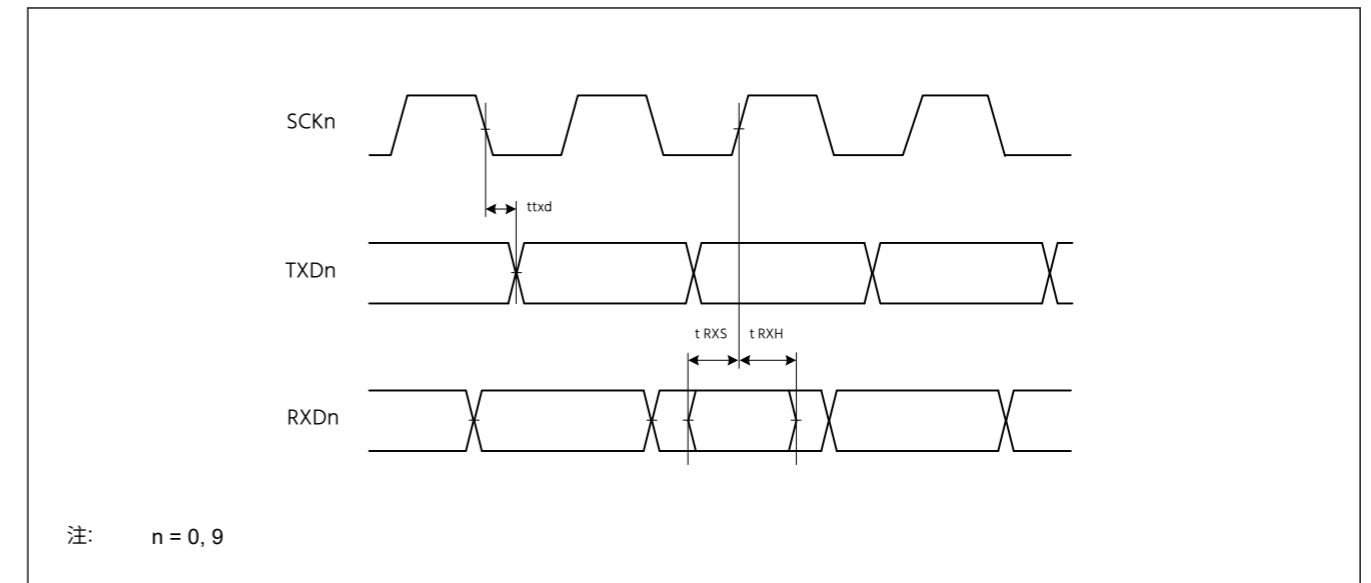 SCKn
ttxd
TXDn
t RXS t RXH
RXDn
注: n = 0, 9